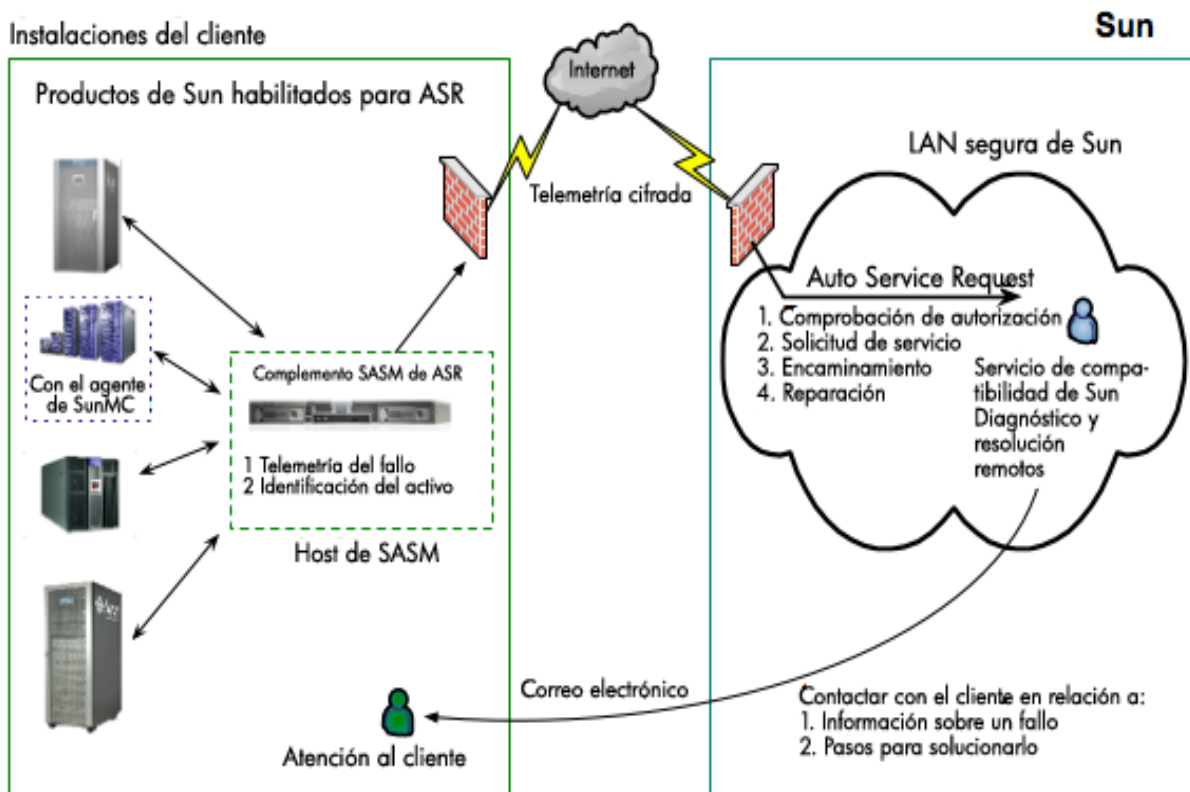 Instalaciones del cliente
Sun
Internet
Productos de Sun habilitados para ASR
LAN segura de Sun
Telemetría cifrada
Auto Service Request
1. Comprobación de autorización
2. Solicitud de servicio
3. Encaminamiento
4. Reparación
Servicio de compa-
tibilidad de Sun
Diagnóstico y
resolución
remotos
Con el agente
de SunMC
Complemento SASM de ASR
1 Telemetría del fallo
2 Identificación del activo
Host de SASM
Correo electrónico
Atención al cliente
Contactar con el cliente en relación a:
1. Información sobre un fallo
2. Pasos para solucionarlo